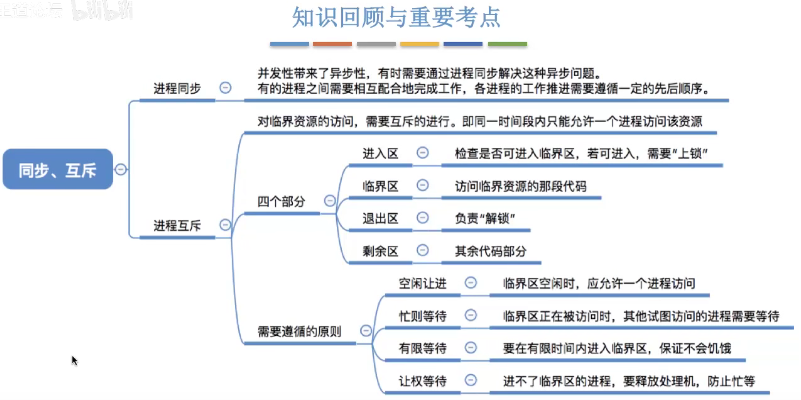 bilibili
知识回顾与重要考点
并发性带来了异步性，有时需要通过进程同步解决这种异步问题。
进程同步
有的进程之间需要相互配合地完成工作，各进程的工作推进需要遵循一定的先后顺序。
对临界资源的访问，需要互斥的进行。即同一时间段内只能允许一个进程访问该资源
进入区
检查是否可进入临界区，若可进入，需要“上锁”
同步、互斥
临界区
访问临界资源的那段代码
四个部分
退出区
负责“解锁”
进程互斥
剩余区
其余代码部分
空闲让进
临界区空闲时，应允许一个进程访问
忙则等待
临界区正在被访问时，其他试图访问的进程需要等待
需要遵循的原则
有限等待
要在有限时间内进入临界区，保证不会饥饿
让权等待
进不了临界区的进程，要释放处理机，防止忙等